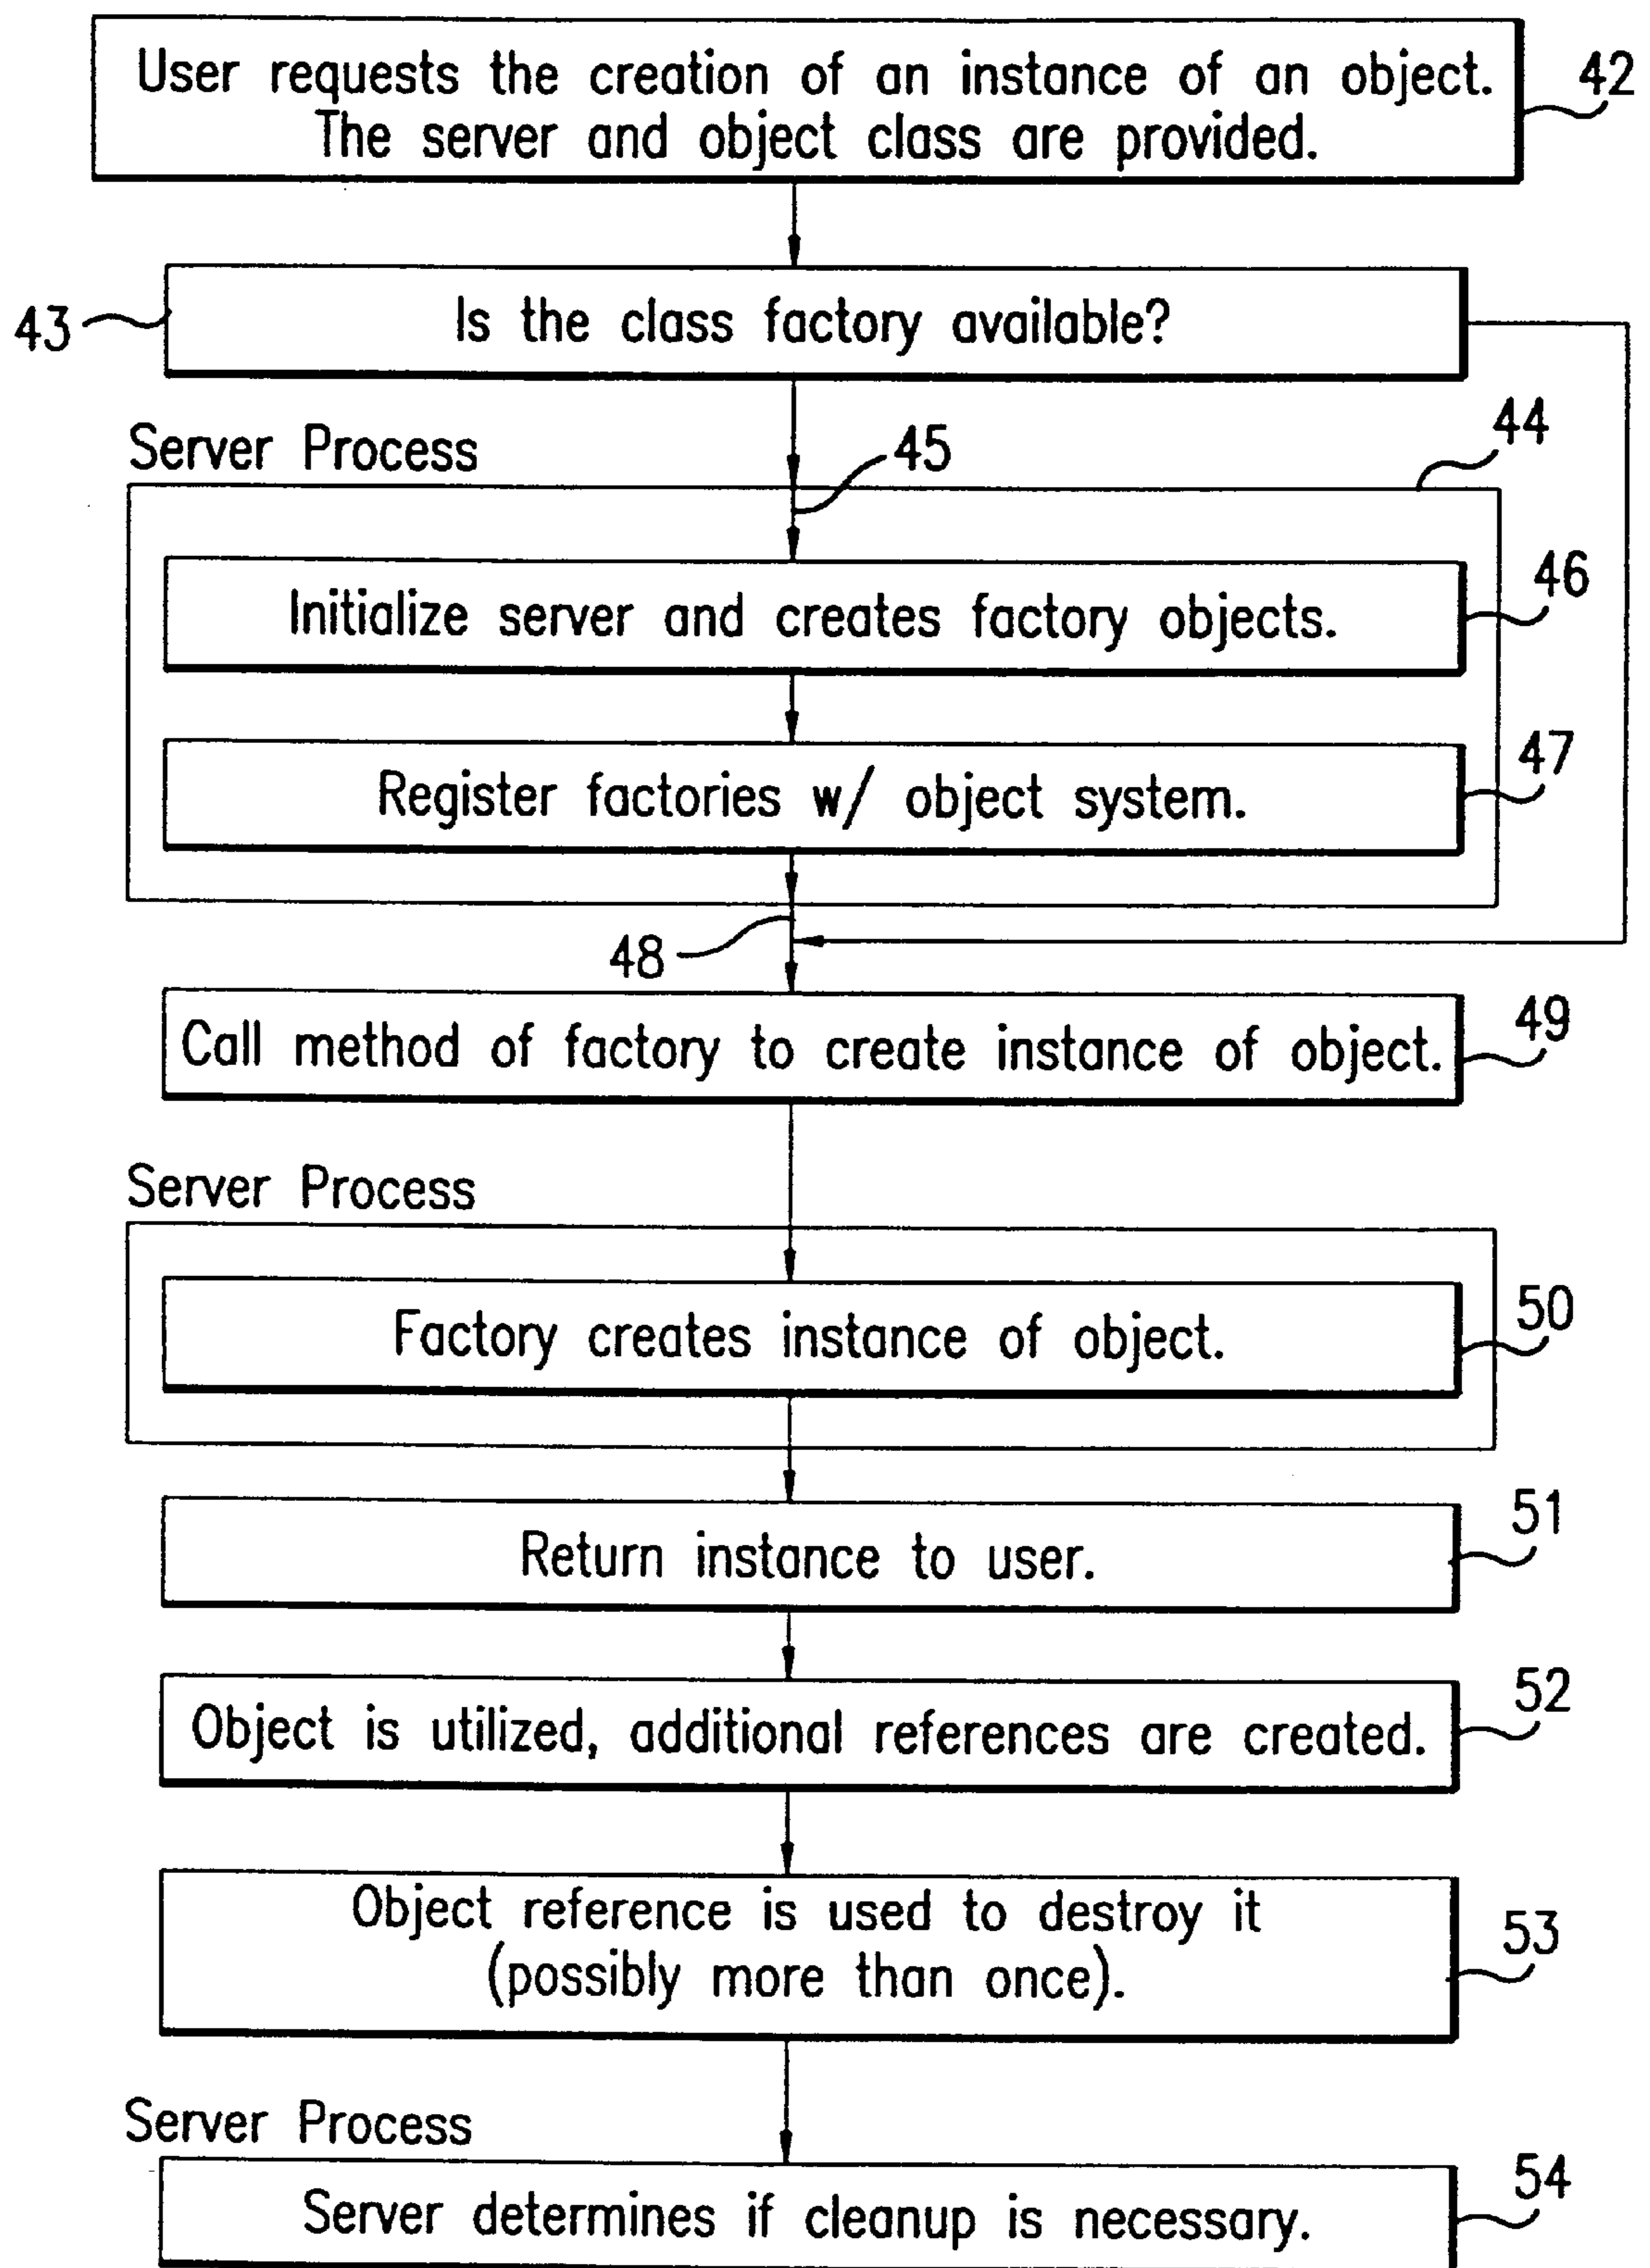 User requests the creation of an instance of an object.
The server and object class are provided.
42
43
Is the class factory available?
Server Process
45
44
Initialize server and creates factory objects.
46
Register factories w/ object system.
47
48
Call method of factory to create instance of object.
49
Server Process
Factory creates instance of object.
50
Return instance to user.
51
Object is utilized, additional references are created.
52
Object reference is used to destroy it
(possibly more than once).
53
Server Process
Server determines if cleanup is necessary.
54